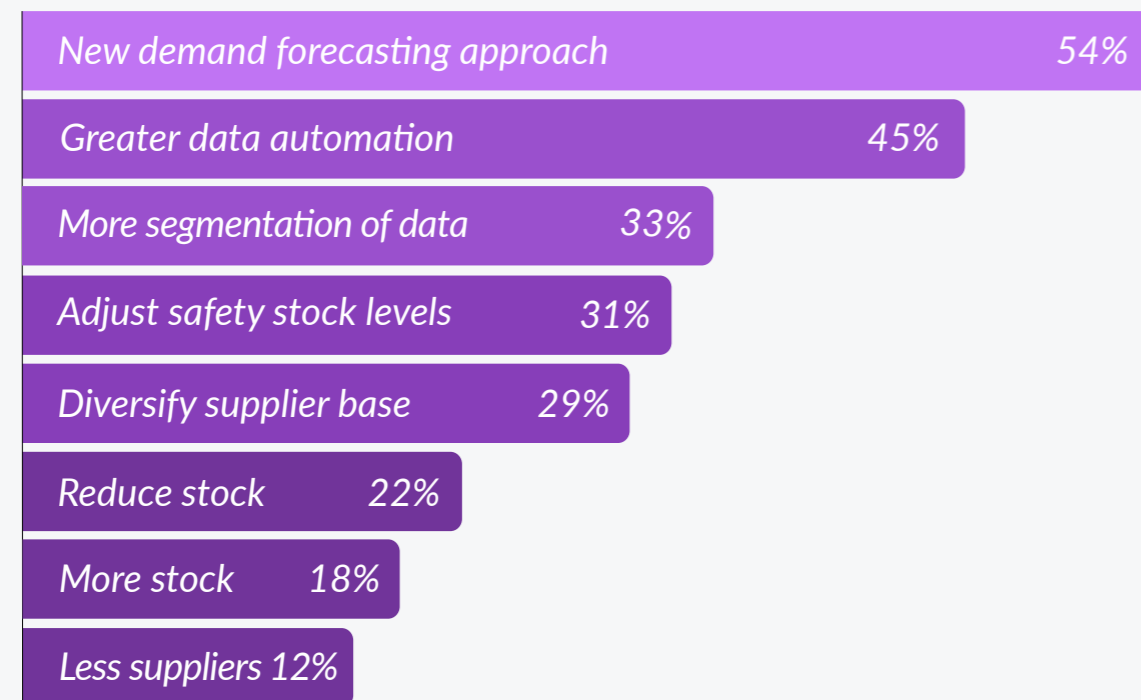 New demand forecasting approach 54%
Greater data automation 45%
More segmentation of data 33%
Adjust safety stock levels 31%
Diversify supplier base 29%
Reduce stock 22%
More stock 18%
Less suppliers 12%